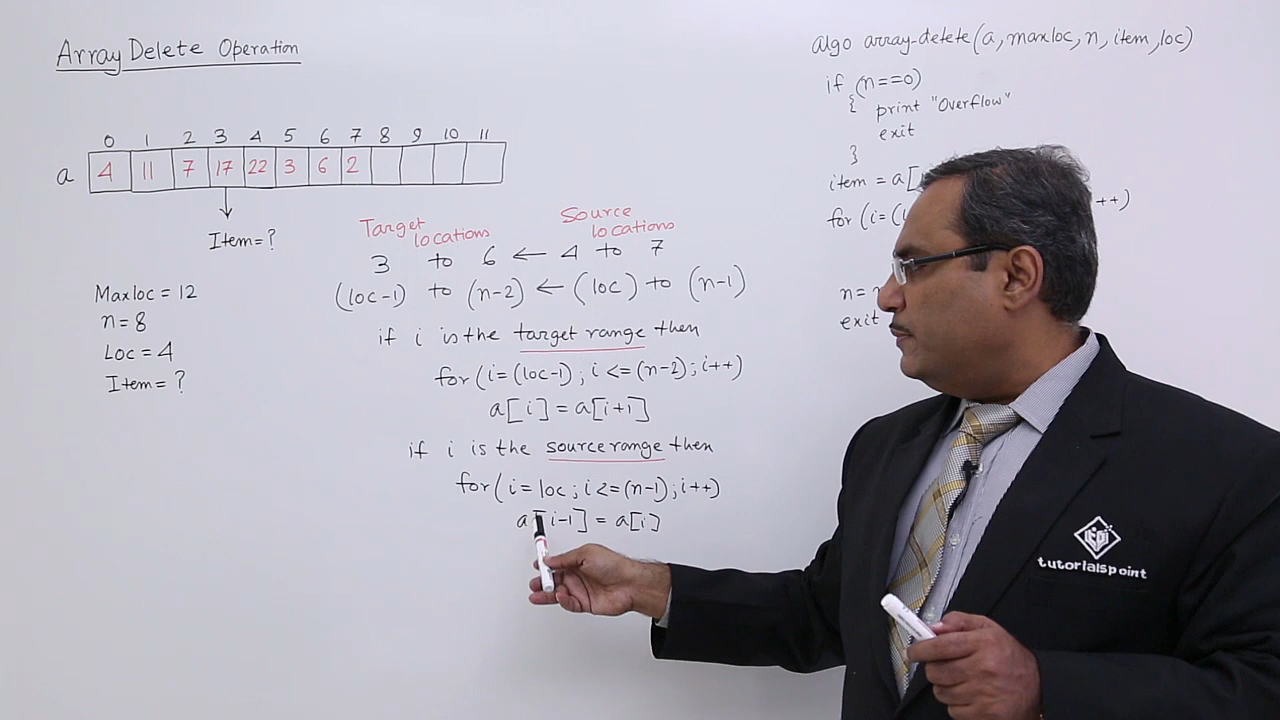 Array Delete Operation
0 1 2 3 4 5 6 7 8 9 10 11
a 4 11 7 17 22 3 6 2
Item = ?
Maxloc = 12
n = 8
Loc = 4
Item = ?
Target locations
Source locations
3 to 6 ← 4 to 7
(loc-1) to (n-2) ← (loc) to (n-1)
if i is the target range then
for(i=(loc-1); i<=(n-2); i++)
a[i] = a[i+1]
if i is the source range then
for(i=loc; i<=(n-1); i++)
a[i-1] = a[i]
algo array-delete(a, maxloc, n, item, loc)
if (n==0)
{ print "Overflow"
exit
}
item = a[
for (i=( ++)
n =
exit
tutorialspoint